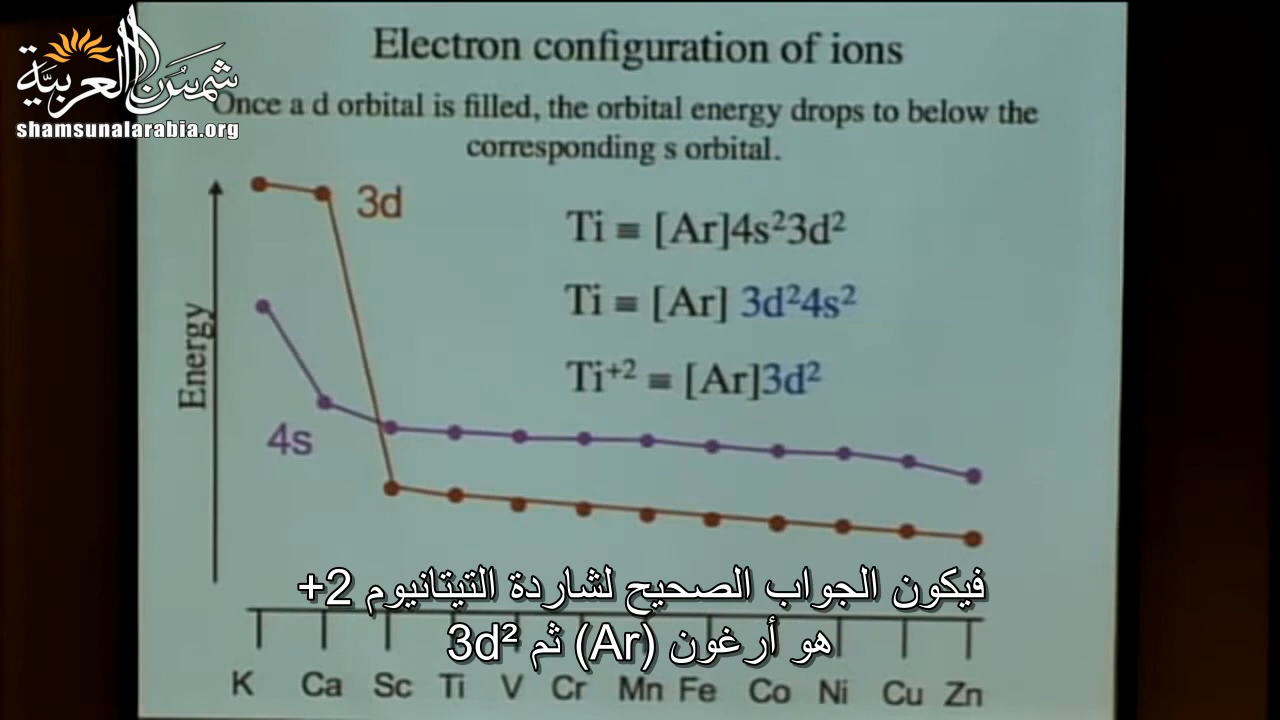 شمس العربية
shamsunalarabia.org
Electron configuration of ions
Once a d orbital is filled, the orbital energy drops to below the
corresponding s orbital.
3d
Ti ≡ [Ar]4s²3d²
Ti ≡ [Ar] 3d²4s²
Ti⁺² ≡ [Ar]3d²
Energy
4s
فيكون الجواب الصحيح لشاردة التيتانيوم 2+
هو أرغون (Ar) ثم 3d²
K Ca Sc Ti V Cr Mn Fe Co Ni Cu Zn